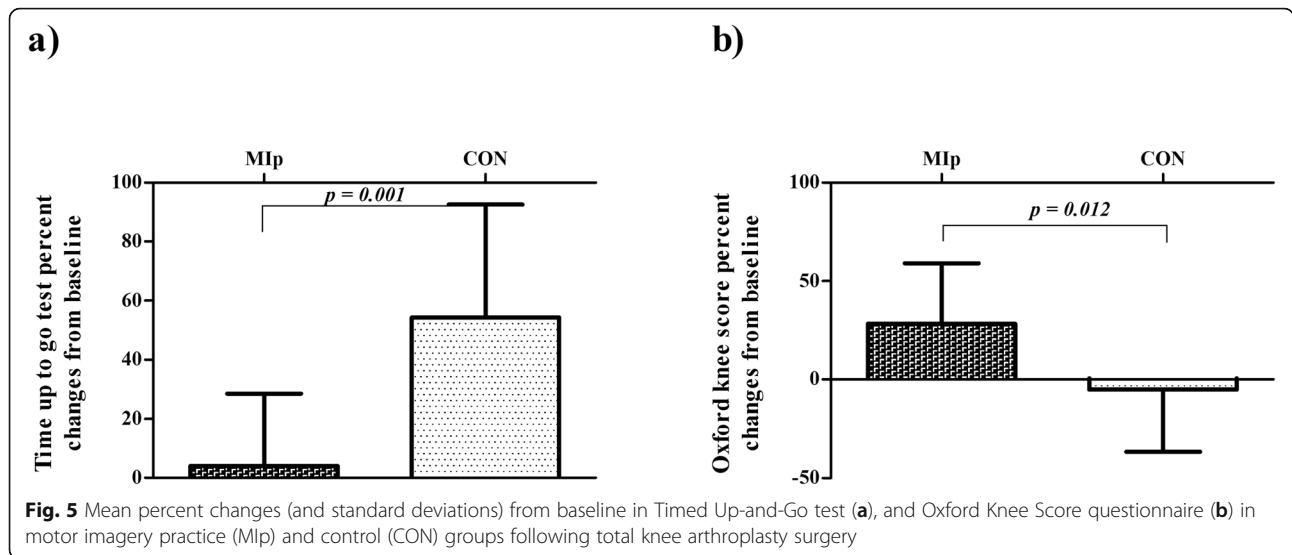 a)
b)
MIp CON
MIp CON
p = 0.001
p = 0.012
100
80
60
40
20
0
100
50
0
-50
Time up to go test percent
changes from baseline
Oxford knee score percent
changes from baseline
Fig. 5 Mean percent changes (and standard deviations) from baseline in Timed Up-and-Go test (a), and Oxford Knee Score questionnaire (b) in
motor imagery practice (MIp) and control (CON) groups following total knee arthroplasty surgery